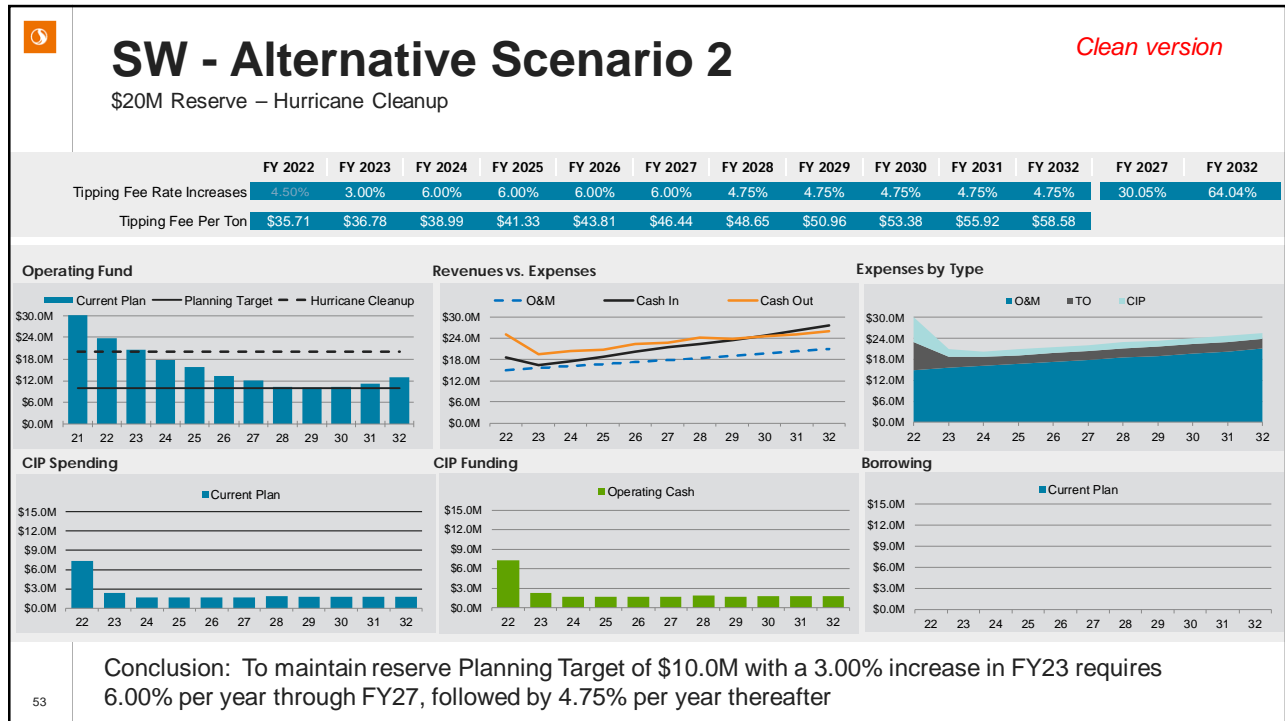 SW - Alternative Scenario 2
Clean version
$20M Reserve – Hurricane Cleanup
FY 2022 FY 2023 FY 2024 FY 2025 FY 2026 FY 2027 FY 2028 FY 2029 FY 2030 FY 2031 FY 2032 FY 2027 FY 2032
Tipping Fee Rate Increases 4.50% 3.00% 6.00% 6.00% 6.00% 6.00% 4.75% 4.75% 4.75% 4.75% 4.75% 30.05% 64.04%
Tipping Fee Per Ton $35.71 $36.78 $38.99 $41.33 $43.81 $46.44 $48.65 $50.96 $53.38 $55.92 $58.58
Operating Fund
Current Plan Planning Target Hurricane Cleanup
$30.0M
$24.0M
$18.0M
$12.0M
$6.0M
$0.0M
21 22 23 24 25 26 27 28 29 30 31 32
Revenues vs. Expenses
O&M Cash In Cash Out
$30.0M
$24.0M
$18.0M
$12.0M
$6.0M
$0.0M
22 23 24 25 26 27 28 29 30 31 32
Expenses by Type
O&M TO CIP
$30.0M
$24.0M
$18.0M
$12.0M
$6.0M
$0.0M
22 23 24 25 26 27 28 29 30 31 32
CIP Spending
Current Plan
$15.0M
$12.0M
$9.0M
$6.0M
$3.0M
$0.0M
22 23 24 25 26 27 28 29 30 31 32
CIP Funding
Operating Cash
$15.0M
$12.0M
$9.0M
$6.0M
$3.0M
$0.0M
22 23 24 25 26 27 28 29 30 31 32
Borrowing
Current Plan
$15.0M
$12.0M
$9.0M
$6.0M
$3.0M
$0.0M
22 23 24 25 26 27 28 29 30 31 32
Conclusion: To maintain reserve Planning Target of $10.0M with a 3.00% increase in FY23 requires
6.00% per year through FY27, followed by 4.75% per year thereafter
53